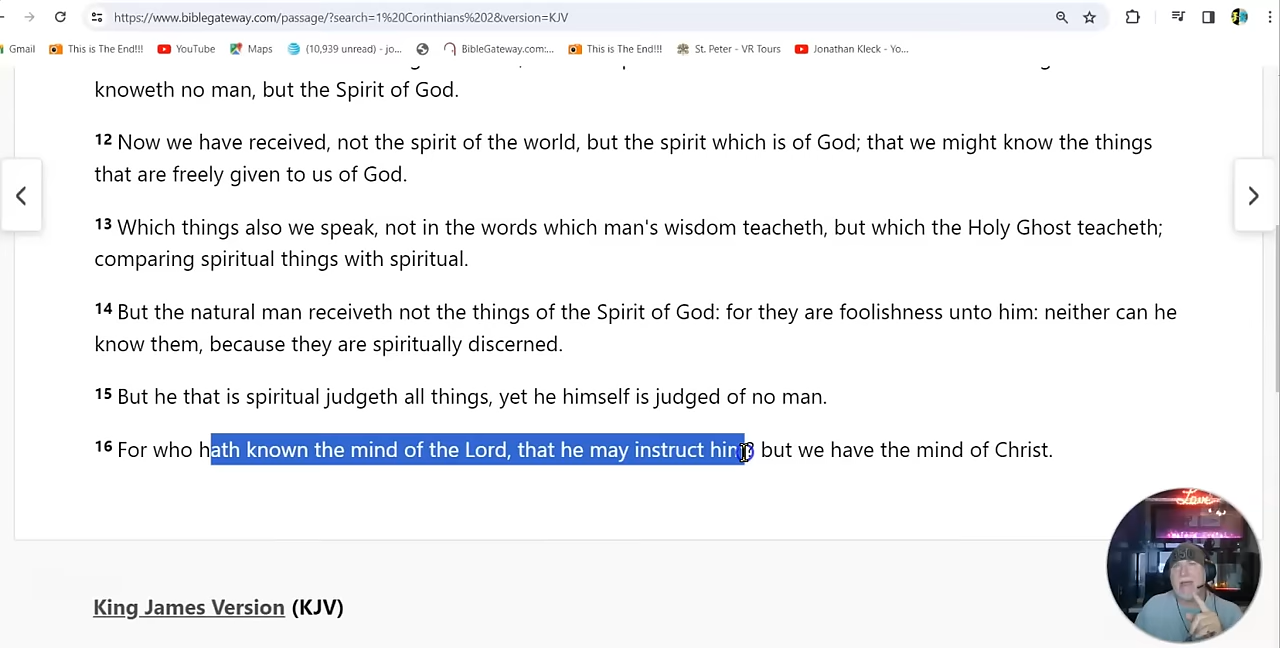 https://www.biblegateway.com/passage/?search=1%20Corinthians%202&version=KJV
Gmail This is The End!!! YouTube Maps (10,939 unread) - jo... BibleGateway.com:... This is The End!!! St. Peter - VR Tours Jonathan Kleck - Yo...
knoweth no man, but the Spirit of God.
12 Now we have received, not the spirit of the world, but the spirit which is of God; that we might know the things
that are freely given to us of God.
13 Which things also we speak, not in the words which man's wisdom teacheth, but which the Holy Ghost teacheth;
comparing spiritual things with spiritual.
14 But the natural man receiveth not the things of the Spirit of God: for they are foolishness unto him: neither can he
know them, because they are spiritually discerned.
15 But he that is spiritual judgeth all things, yet he himself is judged of no man.
16 For who hath known the mind of the Lord, that he may instruct him? but we have the mind of Christ.
Love
King James Version (KJV)